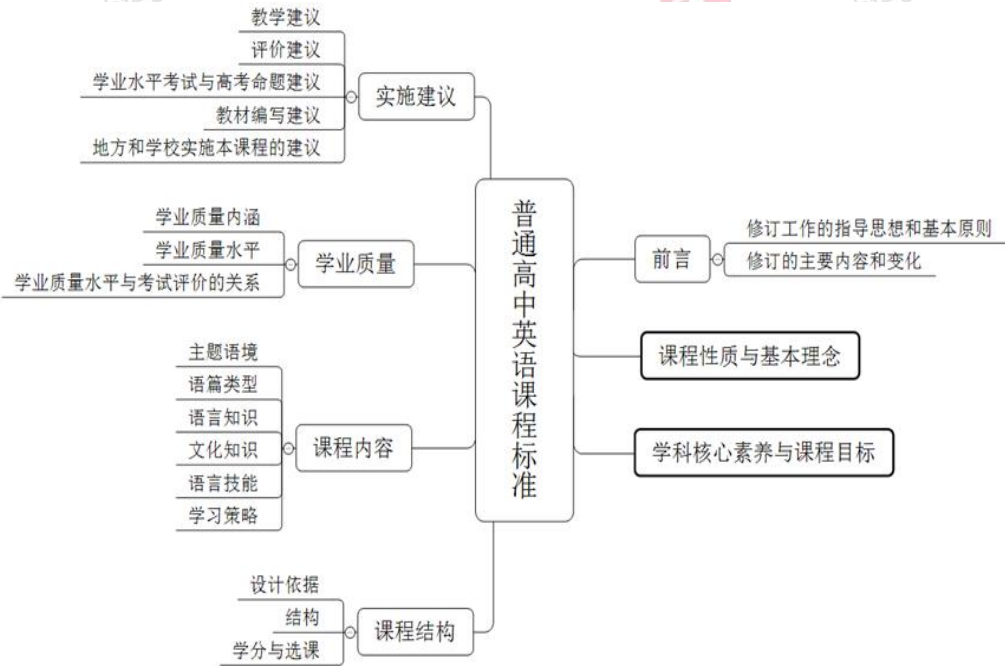 普通高中英语课程标准
前言
修订工作的指导思想和基本原则
修订的主要内容和变化
课程性质与基本理念
学科核心素养与课程目标
课程结构
设计依据
结构
学分与选课
课程内容
主题语境
语篇类型
语言知识
文化知识
语言技能
学习策略
学业质量
学业质量内涵
学业质量水平
学业质量水平与考试评价的关系
实施建议
教学建议
评价建议
学业水平考试与高考命题建议
教材编写建议
地方和学校实施本课程的建议